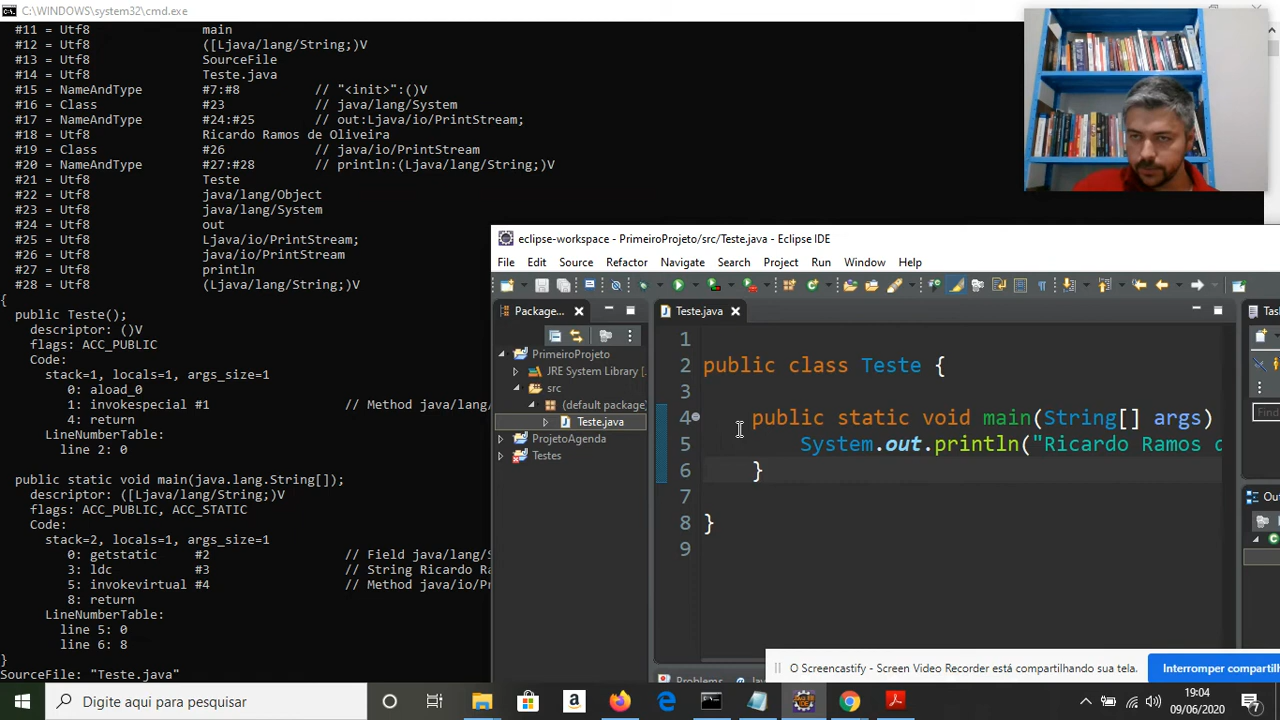 C:\WINDOWS\system32\cmd.exe
#11 = Utf8 main
#12 = Utf8 ([Ljava/lang/String;)V
#13 = Utf8 SourceFile
#14 = Utf8 Teste.java
#15 = NameAndType #7:#8 // "<init>":()V
#16 = Class #23 // java/lang/System
#17 = NameAndType #24:#25 // out:Ljava/io/PrintStream;
#18 = Utf8 Ricardo Ramos de Oliveira
#19 = Class #26 // java/io/PrintStream
#20 = NameAndType #27:#28 // println:(Ljava/lang/String;)V
#21 = Utf8 Teste
#22 = Utf8 java/lang/Object
#23 = Utf8 java/lang/System
#24 = Utf8 out
#25 = Utf8 Ljava/io/PrintStream;
#26 = Utf8 java/io/PrintStream
#27 = Utf8 println
#28 = Utf8 (Ljava/lang/String;)V
{
public Teste();
descriptor: ()V
flags: ACC_PUBLIC
Code:
stack=1, locals=1, args_size=1
0: aload_0
1: invokespecial #1 // Method java/lan
4: return
LineNumberTable:
line 2: 0
public static void main(java.lang.String[]);
descriptor: ([Ljava/lang/String;)V
flags: ACC_PUBLIC, ACC_STATIC
Code:
stack=2, locals=1, args_size=1
0: getstatic #2 // Field java/lang/S
3: ldc #3 // String Ricardo Ra
5: invokevirtual #4 // Method java/io/Pr
8: return
LineNumberTable:
line 5: 0
line 6: 8
}
SourceFile: "Teste.java"
eclipse-workspace - PrimeiroProjeto/src/Teste.java - Eclipse IDE
File Edit Source Refactor Navigate Search Project Run Window Help
Package...
PrimeiroProjeto
JRE System Library [
src
(default package)
Teste.java
ProjetoAgenda
Testes
Teste.java
1
2 public class Teste {
3
4 public static void main(String[] args)
5 System.out.println("Ricardo Ramos d
6 }
7
8 }
9
Tas
Find
Ou
Problems
O Screencastify - Screen Video Recorder está compartilhando sua tela.
Interromper compartil
Digite aqui para pesquisar
19:04
09/06/2020
7